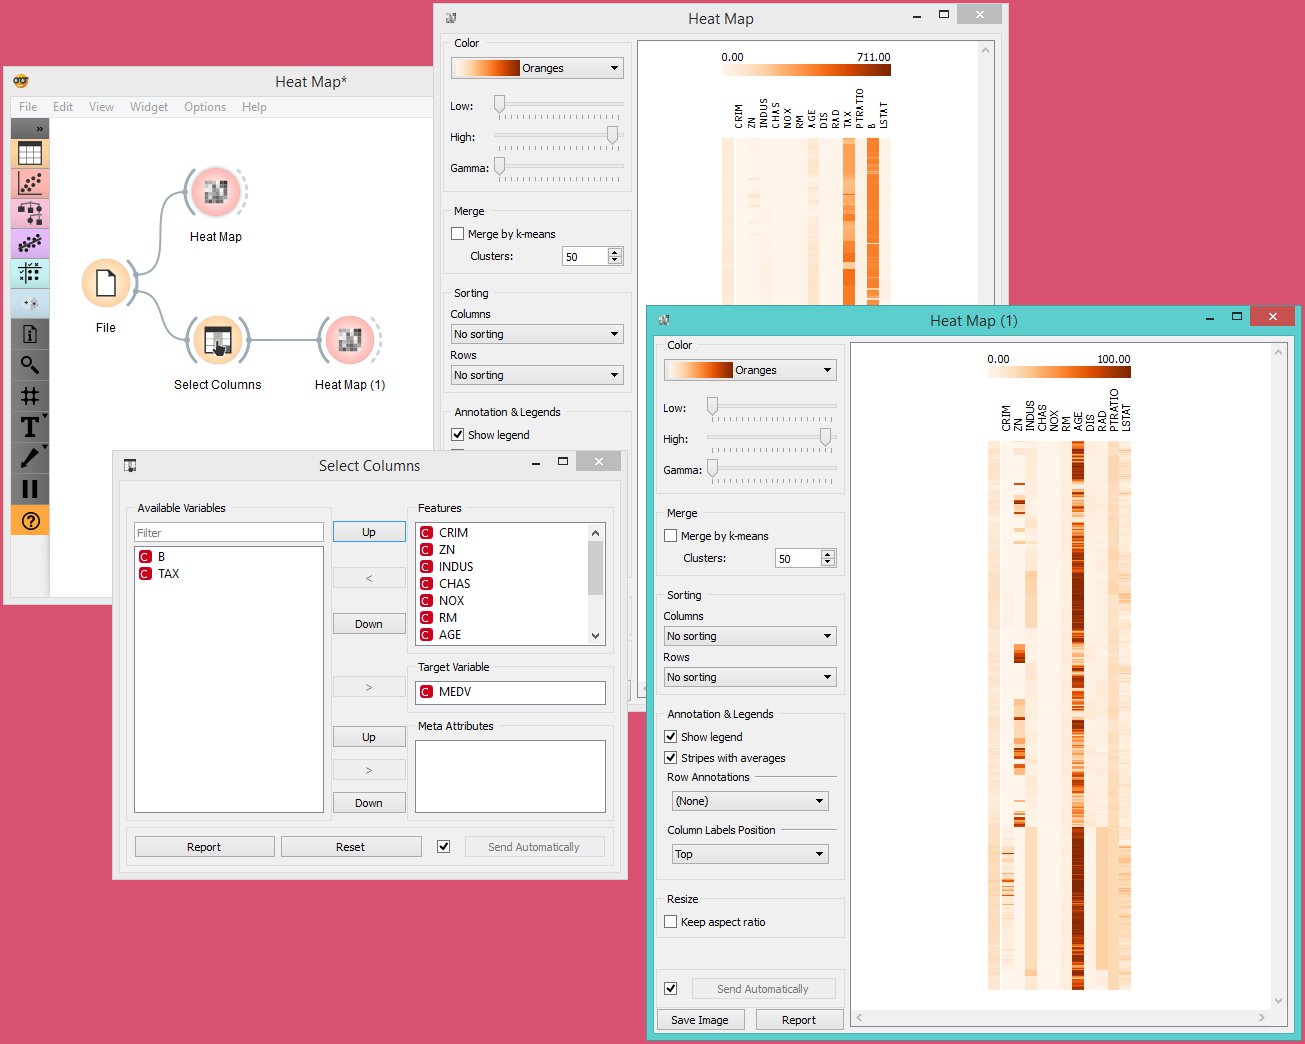 Heat Map
Color
Oranges
Low:
High:
Gamma:
Merge
Merge by k-means
Clusters:
50
Sorting
Columns
No sorting
Rows
No sorting
Annotation & Legends
Show legend
0.00 711.00
CRIM
ZN
INDUS
CHAS
NOX
RM
AGE
DIS
RAD
TAX
PTRATIO
B
LSTAT
Heat Map*
File Edit View Widget Options Help
»
Heat Map
File
Select Columns
Heat Map (1)
Select Columns
Available Variables
Filter
C B
C TAX
Up
<
Down
>
Up
>
Down
Features
C CRIM
C ZN
C INDUS
C CHAS
C NOX
C RM
C AGE
Target Variable
C MEDV
Meta Attributes
Report
Reset
Send Automatically
Heat Map (1)
Color
Oranges
Low:
High:
Gamma:
Merge
Merge by k-means
Clusters:
50
Sorting
Columns
No sorting
Rows
No sorting
Annotation & Legends
Show legend
Stripes with averages
Row Annotations
(None)
Column Labels Position
Top
Resize
Keep aspect ratio
Send Automatically
Save Image
Report
0.00 100.00
CRIM
ZN
INDUS
CHAS
NOX
RM
AGE
DIS
RAD
PTRATIO
LSTAT